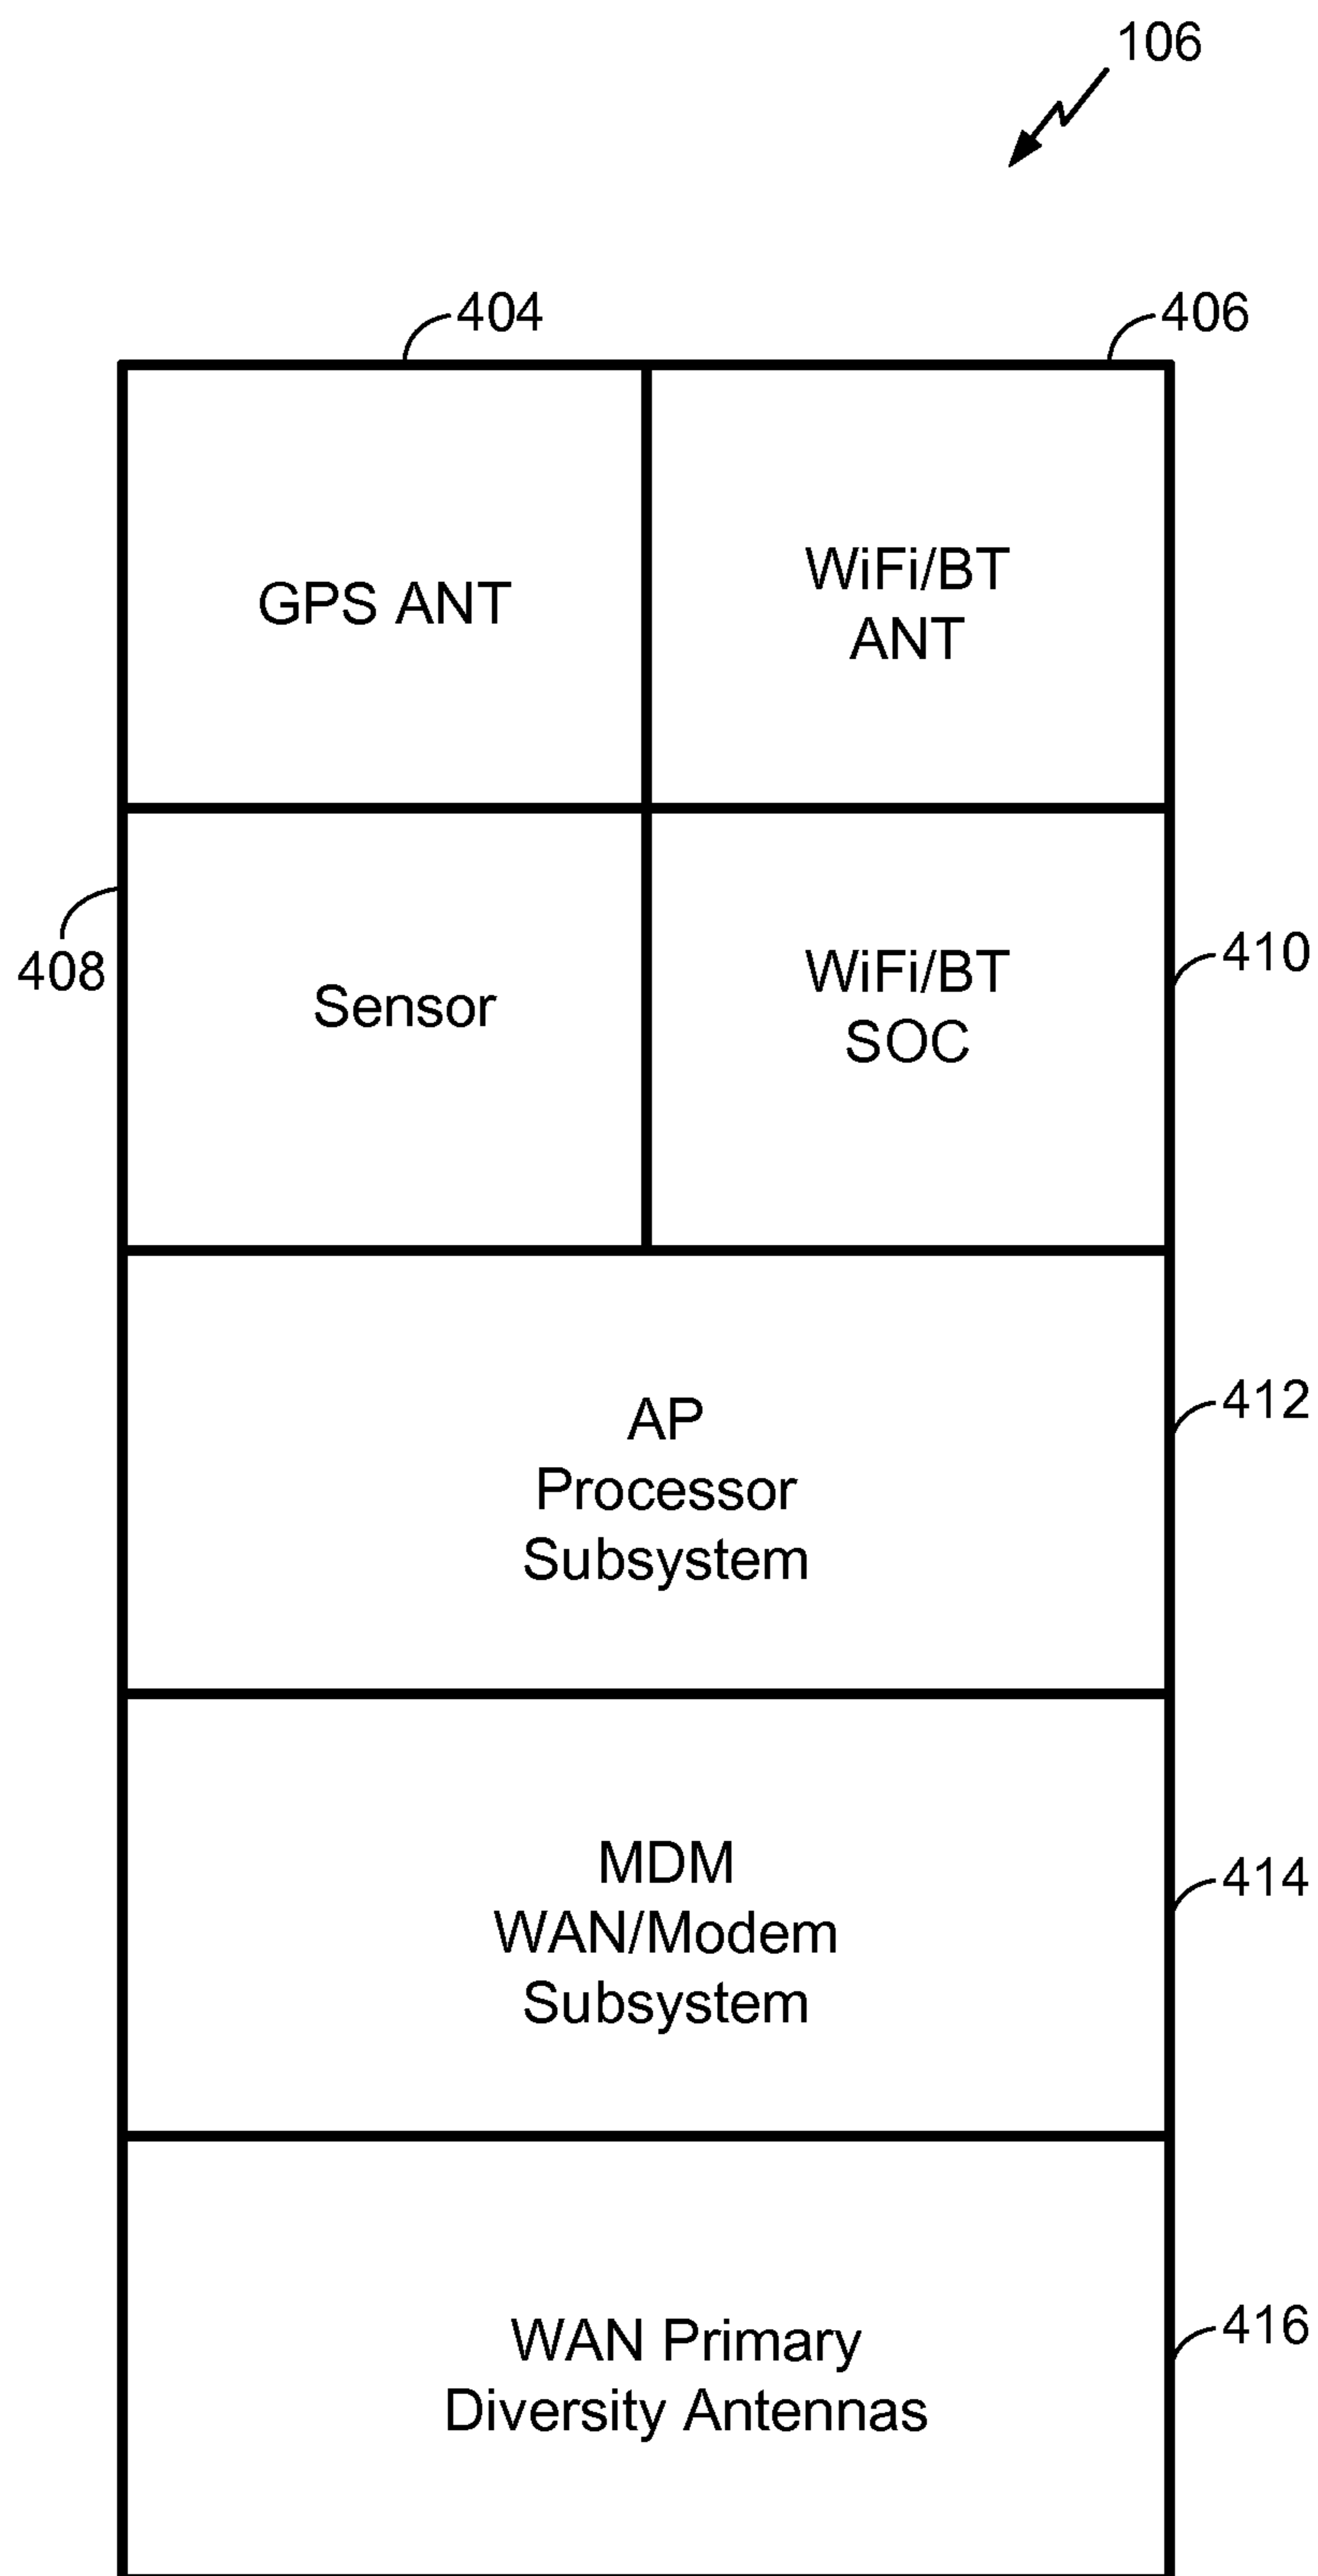 106
404
406
GPS ANT
WiFi/BT
ANT
408
Sensor
WiFi/BT
SOC
410
AP
Processor
Subsystem
412
MDM
WAN/Modem
Subsystem
414
WAN Primary
Diversity Antennas
416